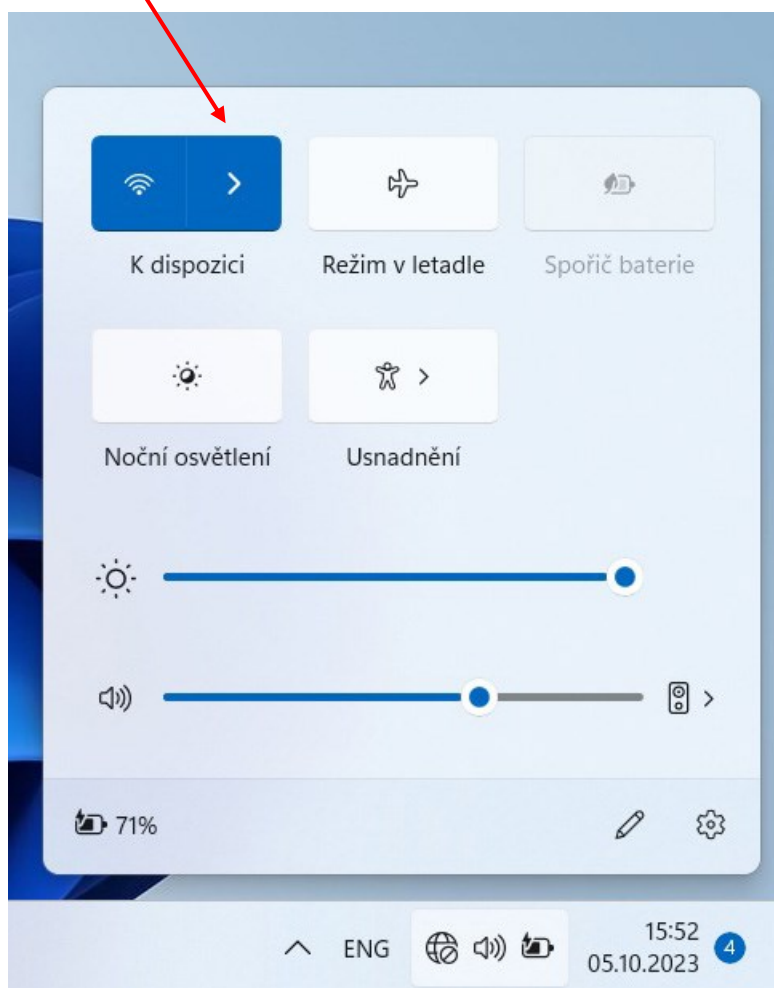 K dispozici
Režim v letadle
Spořič baterie
Noční osvětlení
Usnadnění
71%
ENG
15:52
05.10.2023
4